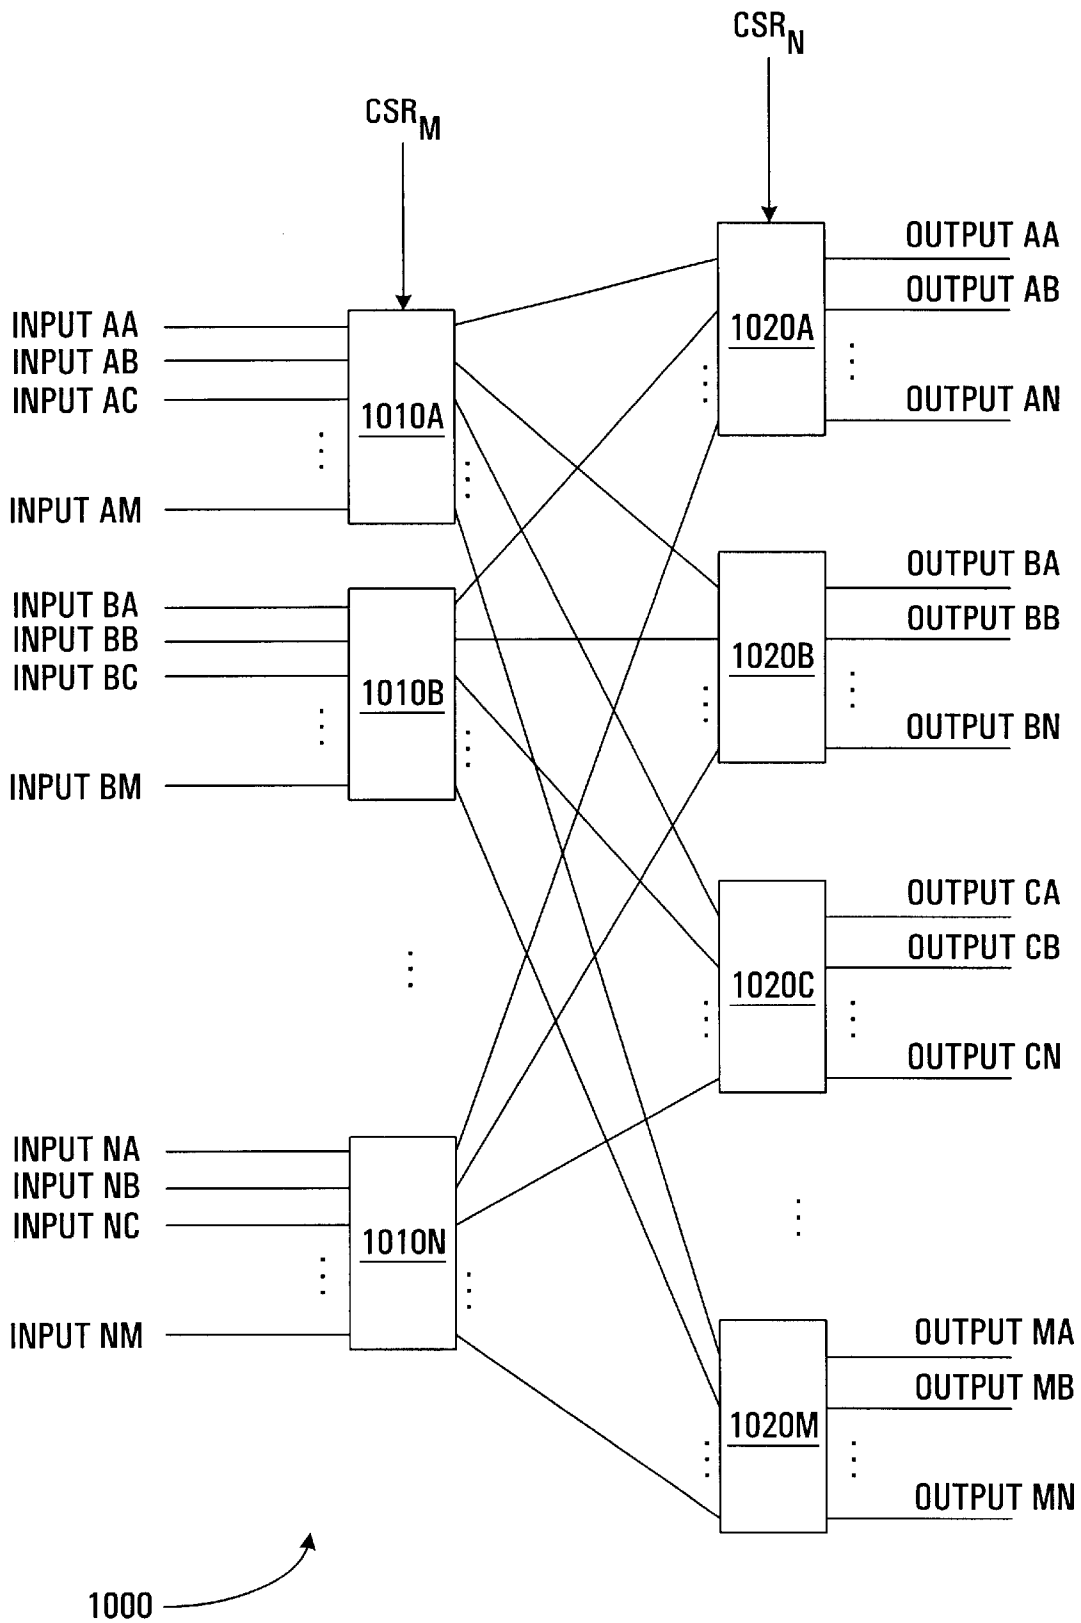 CSR_N
CSR_M
OUTPUT AA
OUTPUT AB
1020A
OUTPUT AN
INPUT AA
INPUT AB
INPUT AC
1010A
INPUT AM
OUTPUT BA
OUTPUT BB
1020B
OUTPUT BN
INPUT BA
INPUT BB
INPUT BC
1010B
INPUT BM
OUTPUT CA
OUTPUT CB
1020C
OUTPUT CN
INPUT NA
INPUT NB
INPUT NC
1010N
INPUT NM
OUTPUT MA
OUTPUT MB
1020M
OUTPUT MN
1000